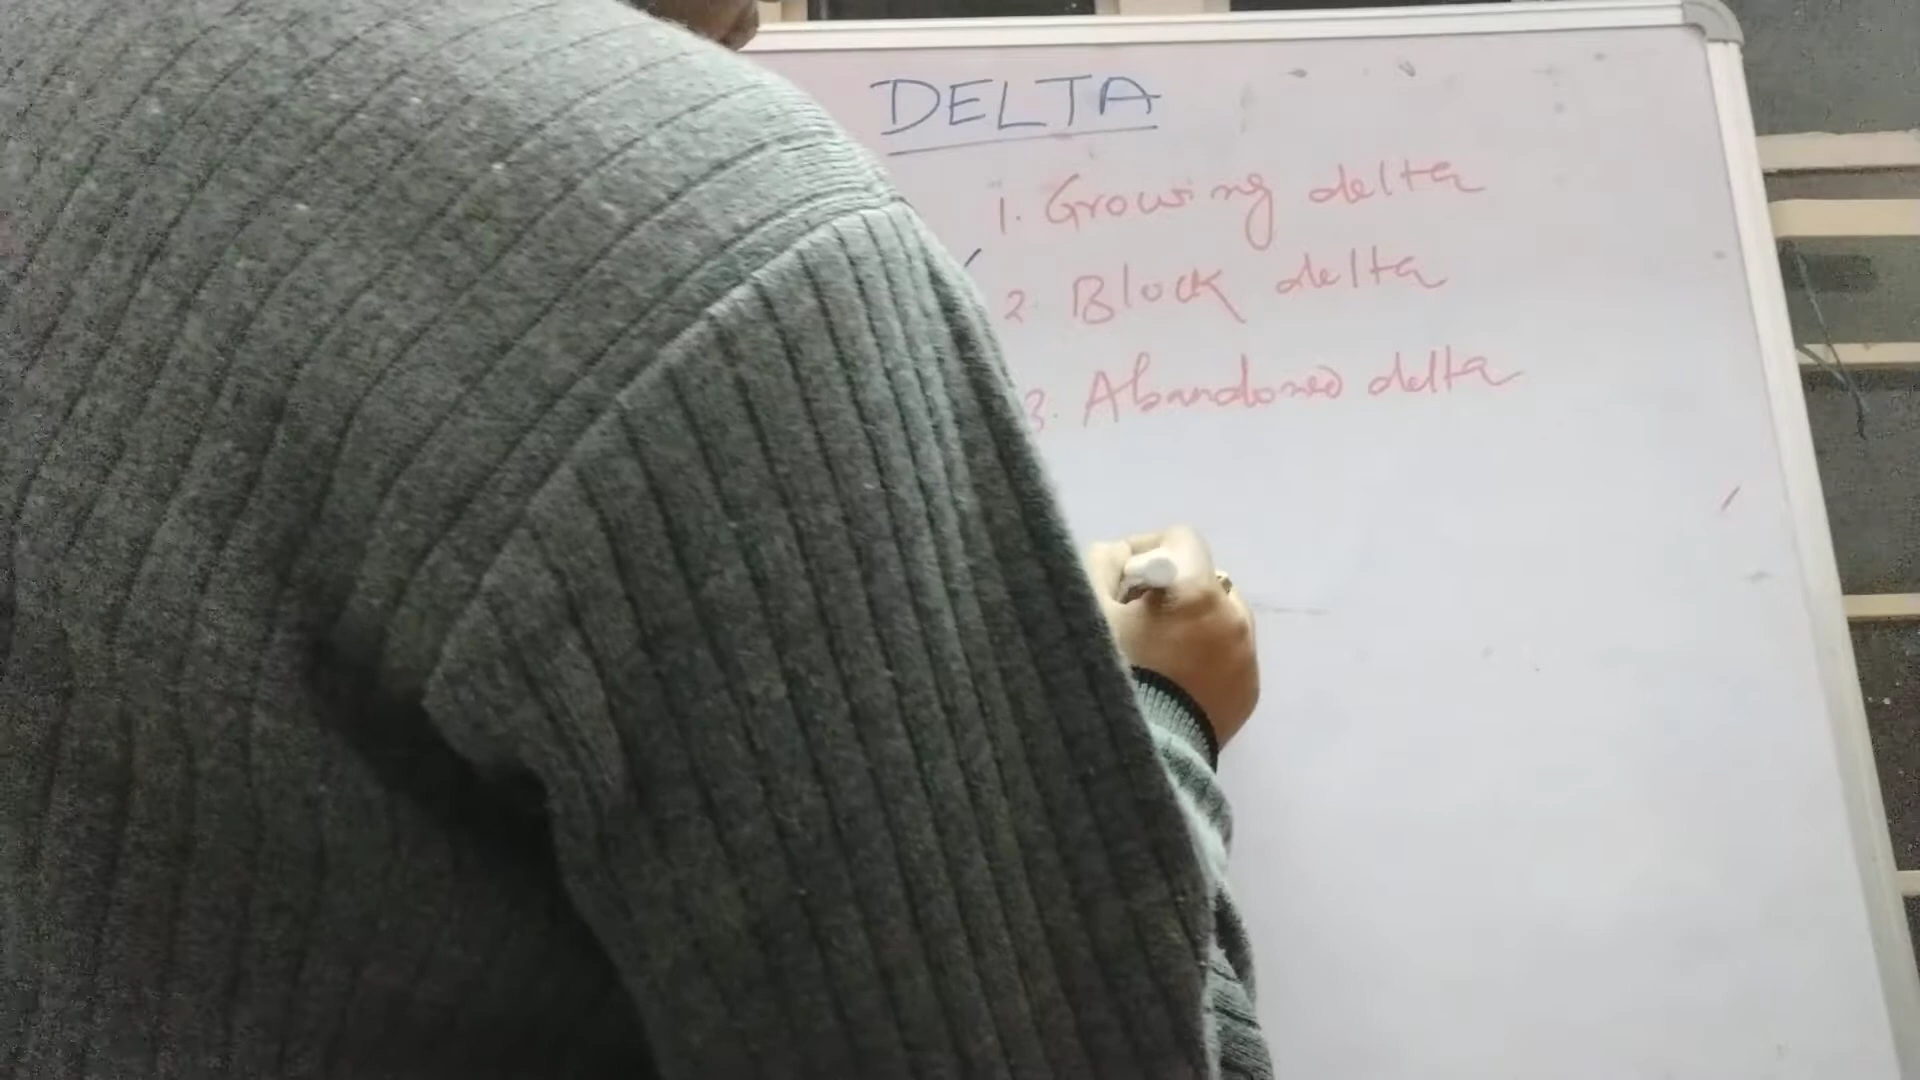 DELTA
1. Growing delta
2. Block delta
3. Abandoned delta